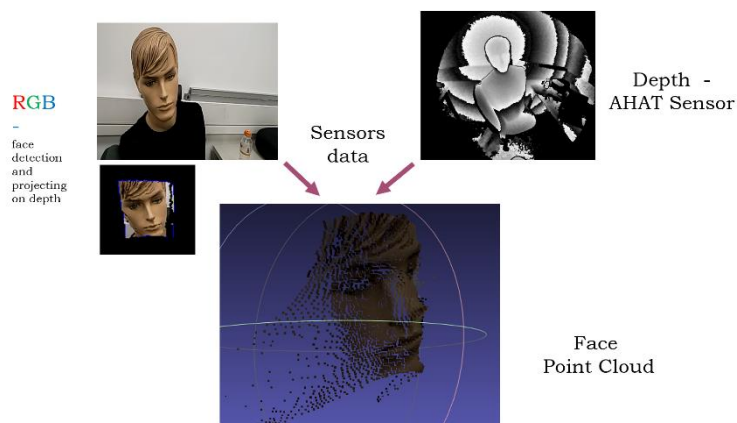 RGB
-
face
detection
and
projecting
on depth
Sensors
data
Depth -
AHAT Sensor
Face
Point Cloud